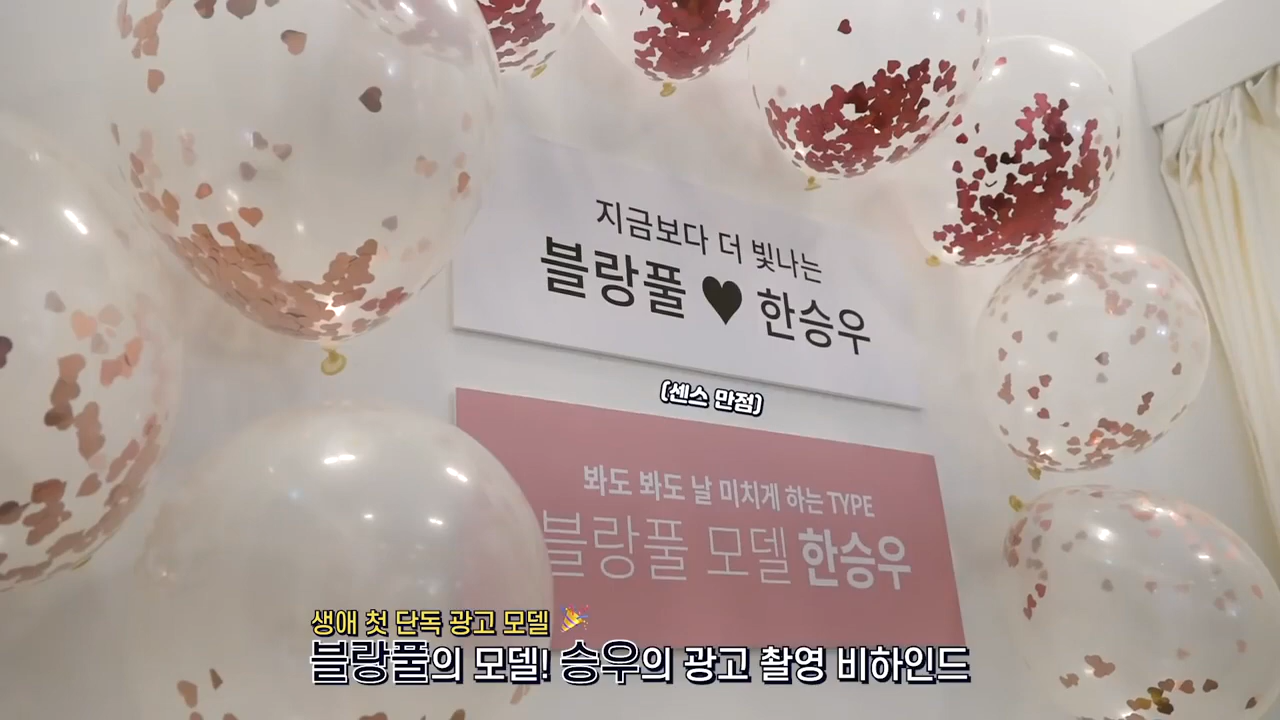 지금보다 더 빛나는
블랑풀 ♥ 한승우
(센스 만점)
봐도 봐도 날 미치게 하는 TYPE
블랑풀 모델 한승우
생애 첫 단독 광고 모델 🎉
블랑풀의 모델! 승우의 광고 촬영 비하인드